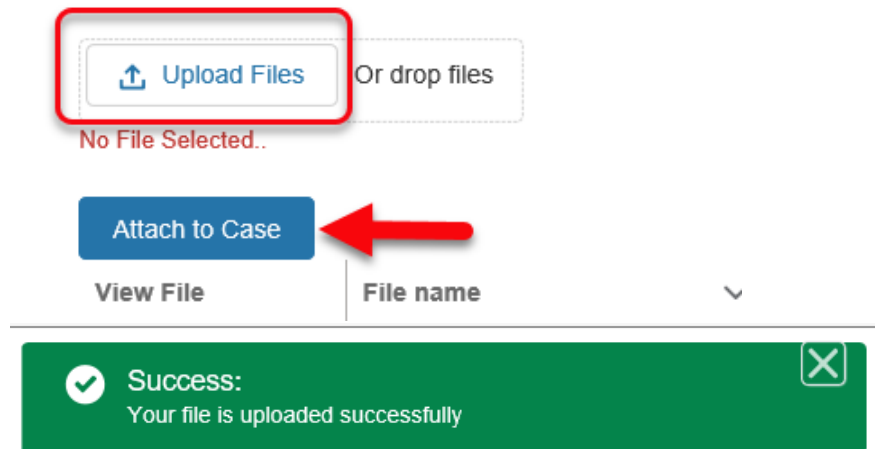 Upload Files Or drop files
No File Selected..
Attach to Case
View File File name
Success:
Your file is uploaded successfully